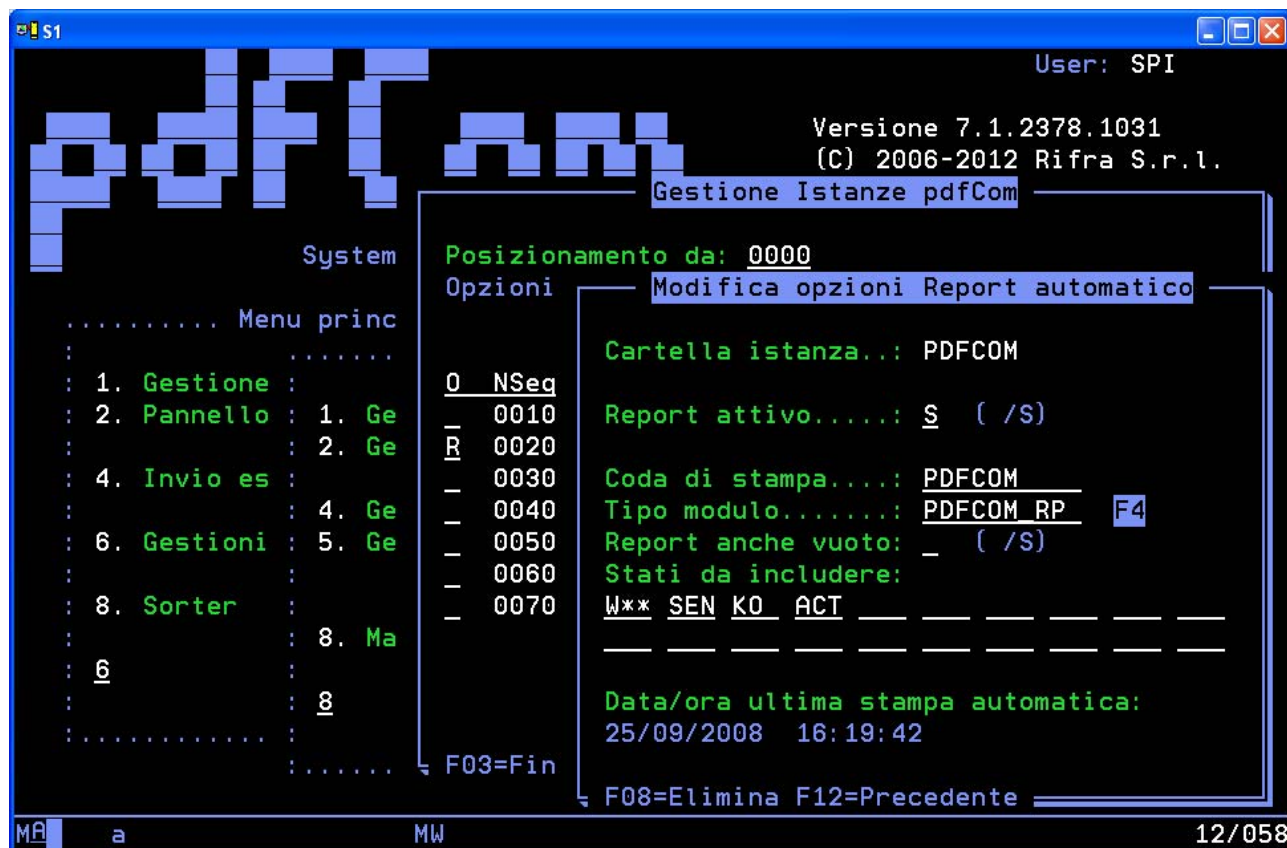 S1
pdfCom
User: SPI
Versione 7.1.2378.1031
(C) 2006-2012 Rifra S.r.l.
Gestione Istanze pdfCom
System
Posizionamento da: 0000
Opzioni
Modifica opzioni Report automatico
.......... Menu princ
: .......
Cartella istanza..: PDFCOM
: 1. Gestione :
O NSeq
: 2. Pannello : 1. Ge
_ 0010
Report attivo.....: S ( /S)
: : 2. Ge
R 0020
: 4. Invio es :
_ 0030
Coda di stampa....: PDFCOM
: : 4. Ge
_ 0040
Tipo modulo.......: PDFCOM_RP F4
: 6. Gestioni : 5. Ge
_ 0050
Report anche vuoto: _ ( /S)
: :
_ 0060
Stati da includere:
: 8. Sorter :
_ 0070
W** SEN KO ACT
: : 8. Ma
: 6 :
: : 8
Data/ora ultima stampa automatica:
:............. :
25/09/2008 16:19:42
:......
F03=Fin
F08=Elimina F12=Precedente
MA a MW 12/058